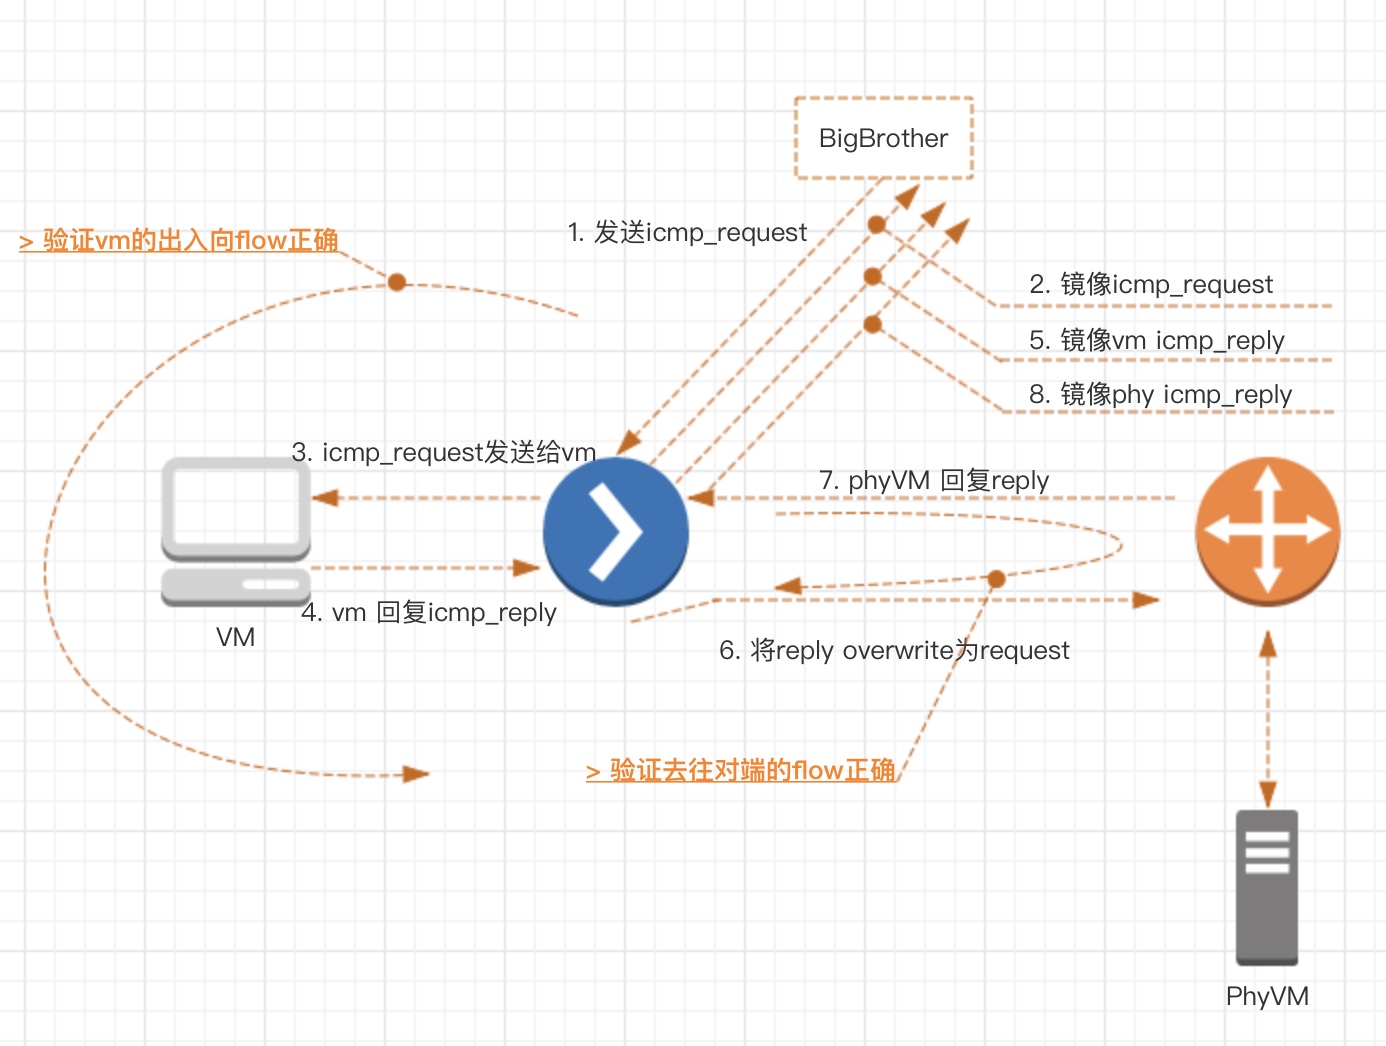 BigBrother
1. 发送icmp_request
> 验证vm的出入向flow正确
2. 镜像icmp_request
5. 镜像vm icmp_reply
8. 镜像phy icmp_reply
3. icmp_request发送给vm
7. phyVM 回复reply
4. vm 回复icmp_reply
VM
6. 将reply overwrite为request
> 验证去往对端的flow正确
PhyVM